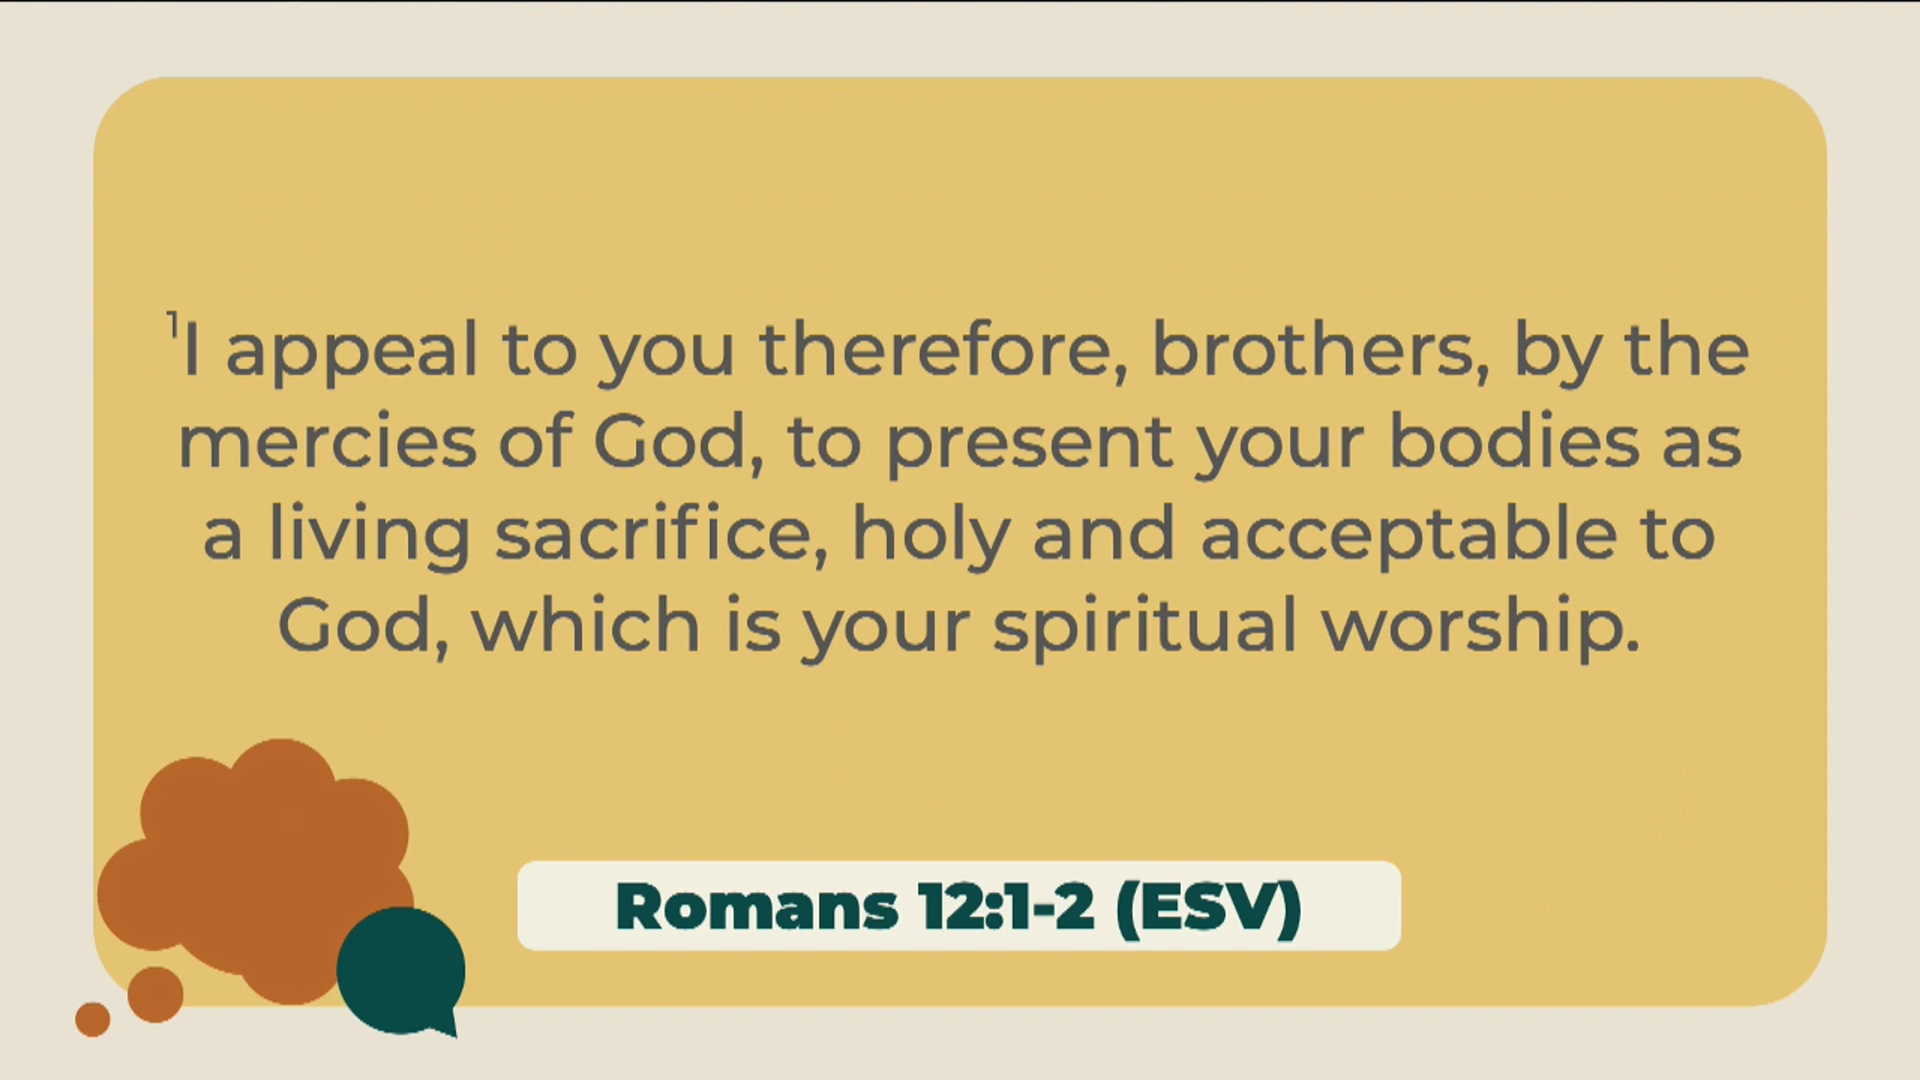 ¹I appeal to you therefore, brothers, by the
mercies of God, to present your bodies as
a living sacrifice, holy and acceptable to
God, which is your spiritual worship.
Romans 12:1-2 (ESV)